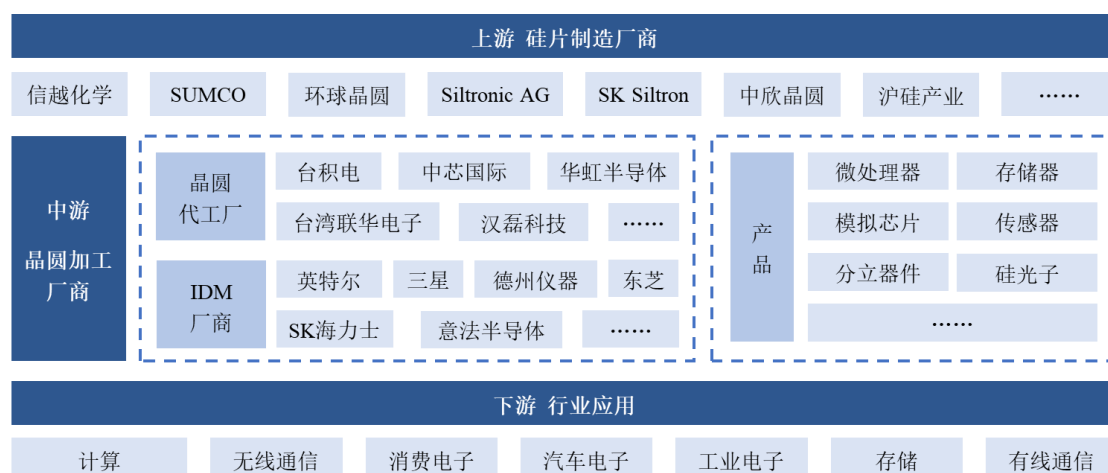 上游 硅片制造厂商
信越化学
SUMCO
环球晶圆
Siltronic AG
SK Siltron
中欣晶圆
沪硅产业
……
中游
晶圆加工
厂商
晶圆
代工厂
台积电
中芯国际
华虹半导体
台湾联华电子
汉磊科技
……
IDM
厂商
英特尔
三星
德州仪器
东芝
SK海力士
意法半导体
……
产
品
微处理器
存储器
模拟芯片
传感器
分立器件
硅光子
……
下游 行业应用
计算
无线通信
消费电子
汽车电子
工业电子
存储
有线通信